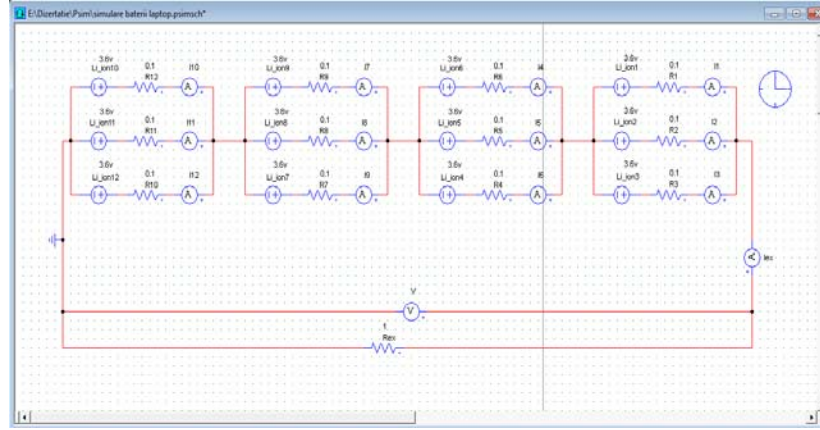 E:\Dizertatie\Psim\simulare baterii laptop.psimsch*
3.6v 3.6v 3.6v 3.6v
Li_ion10 0.1 I10 Li_ion9 0.1 I7 Li_ion6 0.1 I4 Li_ion1 0.1 I1
R12 R9 R6 R1
A A A A
3.6v 3.6v 3.6v 3.6v
Li_ion11 0.1 I11 Li_ion8 0.1 I8 Li_ion5 0.1 I5 Li_ion2 0.1 I2
R11 R8 R5 R2
A A A A
3.6v 3.6v 3.6v 3.6v
Li_ion12 0.1 I12 Li_ion7 0.1 I9 Li_ion4 0.1 I6 Li_ion3 0.1 I3
R10 R7 R4 R3
A A A A
A Iex
V
V
Rex